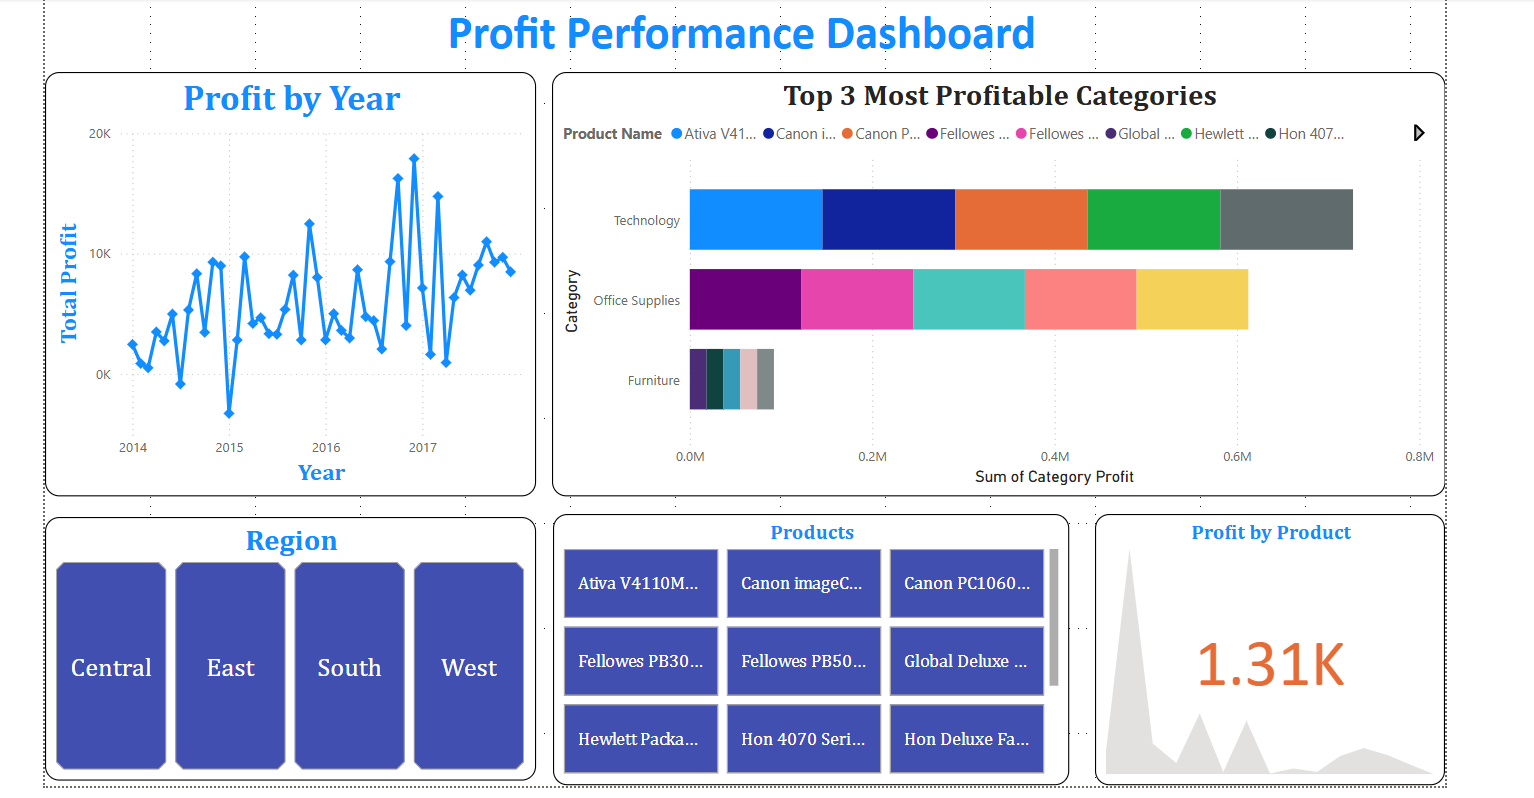 Profit Performance Dashboard
Profit by Year
20K
10K
0K
Total Profit
2014 2015 2016 2017
Year
Top 3 Most Profitable Categories
Product Name Ativa V41... Canon i... Canon P... Fellowes ... Fellowes ... Global ... Hewlett ... Hon 407...
Category
Technology
Office Supplies
Furniture
0.0M 0.2M 0.4M 0.6M 0.8M
Sum of Category Profit
Region
Central East South West
Products
Ativa V4110M... Canon imageC... Canon PC1060...
Fellowes PB30... Fellowes PB50... Global Deluxe ...
Hewlett Packa... Hon 4070 Seri... Hon Deluxe Fa...
Profit by Product
1.31K